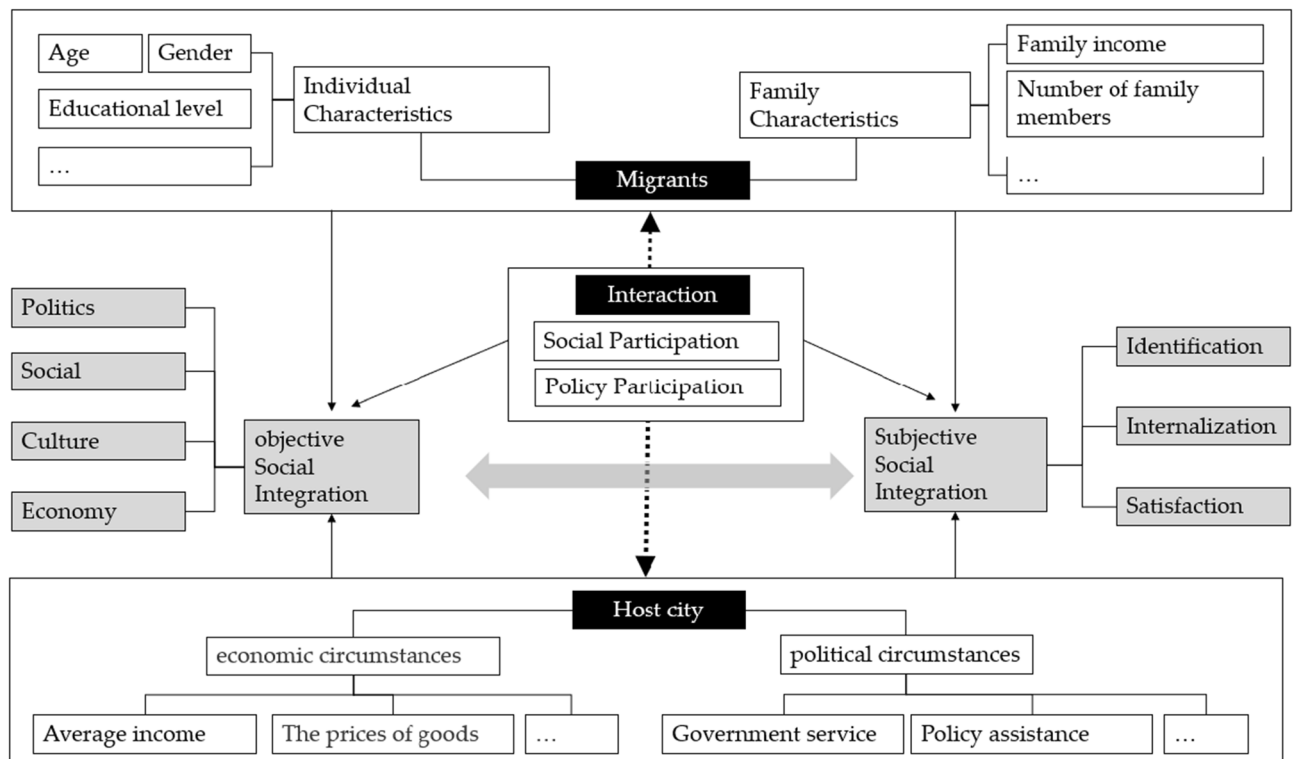 Age
Gender
Educational level
…
Individual
Characteristics
Family
Characteristics
Family income
Number of family
members
…
Migrants
Interaction
Social Participation
Policy Participation
Politics
Social
Culture
Economy
objective
Social
Integration
Subjective
Social
Integration
Identification
Internalization
Satisfaction
Host city
economic circumstances
political circumstances
Average income
The prices of goods
…
Government service
Policy assistance
…